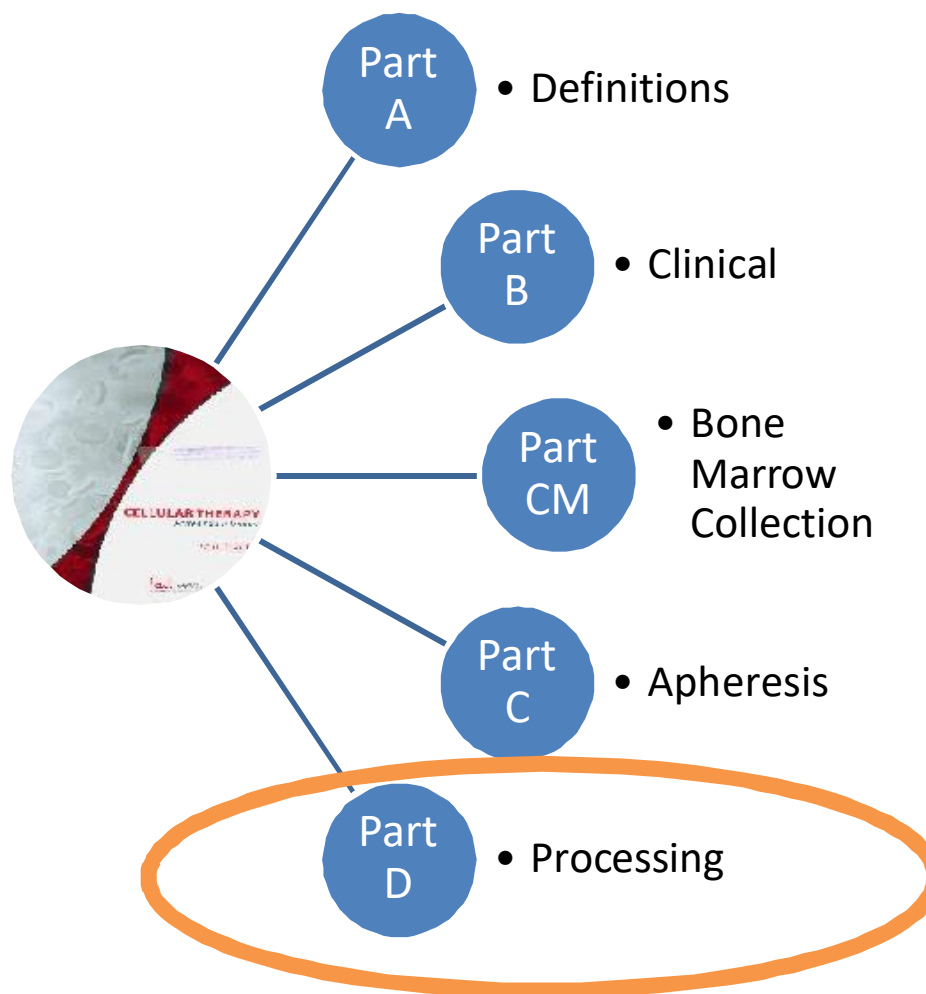 Part
A
• Definitions
Part
B
• Clinical
Part
CM
• Bone
Marrow
Collection
CELLULAR THERAPY
Part
C
• Apheresis
Part
D
• Processing